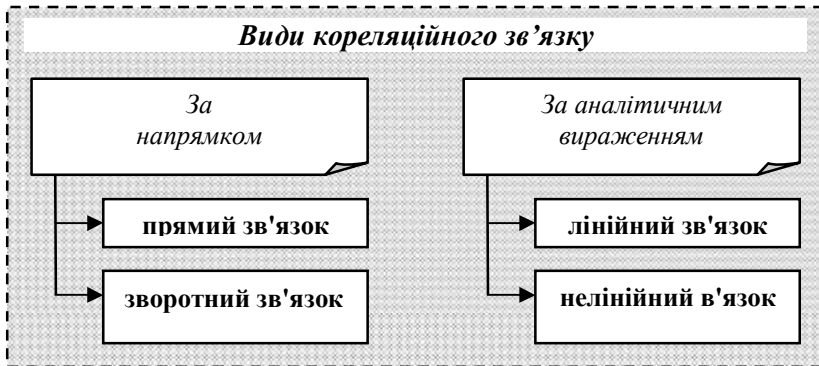 Види кореляційного зв’язку
За
напрямком
прямий зв'язок
зворотний зв'язок
За аналітичним
вираженням
лінійний зв'язок
нелінійний в'язок